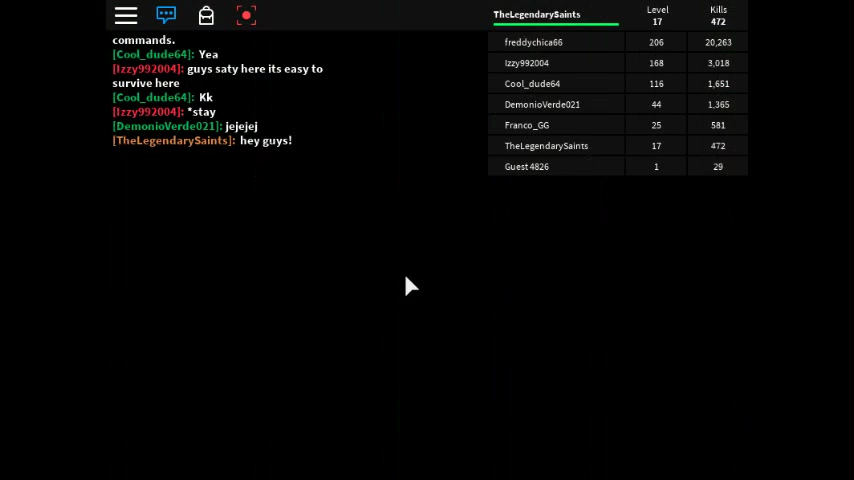 TheLegendarySaints Level Kills
17 472
commands.
[Cool_dude64]: Yea
[Izzy992004]: guys saty here its easy to
survive here
[Cool_dude64]: Kk
[Izzy992004]: *stay
[DemonioVerde021]: jejejej
[TheLegendarySaints]: hey guys!
freddychica66 206 20,263
Izzy992004 168 3,018
Cool_dude64 116 1,651
DemonioVerde021 44 1,365
Franco_GG 25 581
TheLegendarySaints 17 472
Guest 4826 1 29